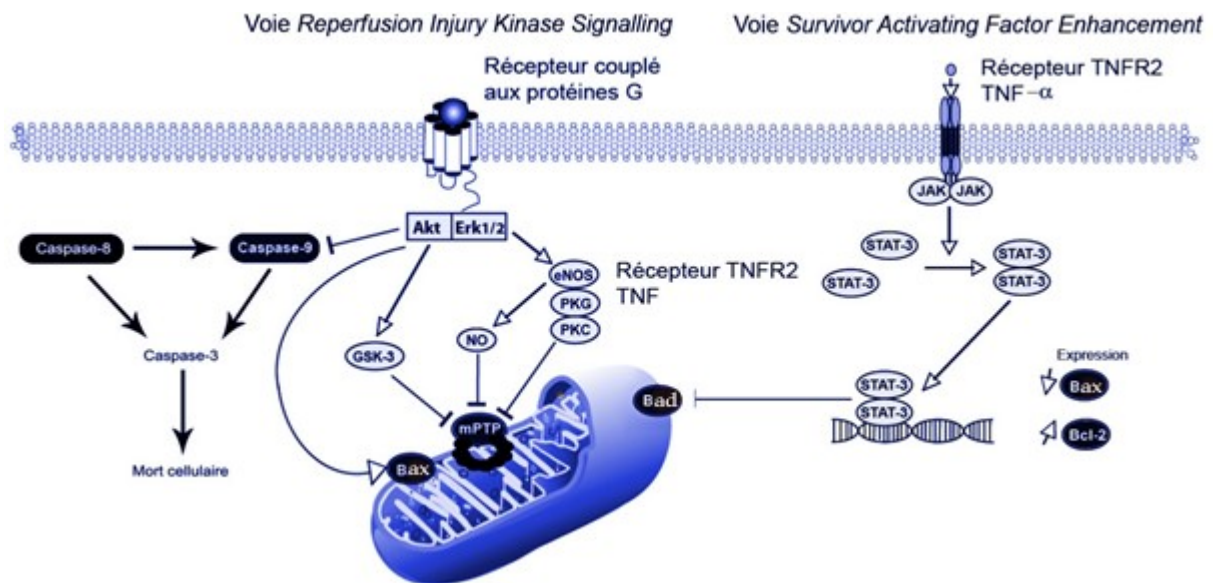 Voie Reperfusion Injury Kinase Signalling
Voie Survivor Activating Factor Enhancement
Récepteur couplé
aux protéines G
Récepteur TNFR2
TNF-α
JAK JAK
Akt Erk1/2
Caspase-8
Caspase-9
STAT-3
STAT-3
STAT-3
STAT-3
eNOS
PKG
PKC
Récepteur TNFR2
TNF
NO
GSK-3
Caspase-3
Mort cellulaire
mPTP
Bax
Bad
STAT-3
STAT-3
Expression
Bax
Bcl-2